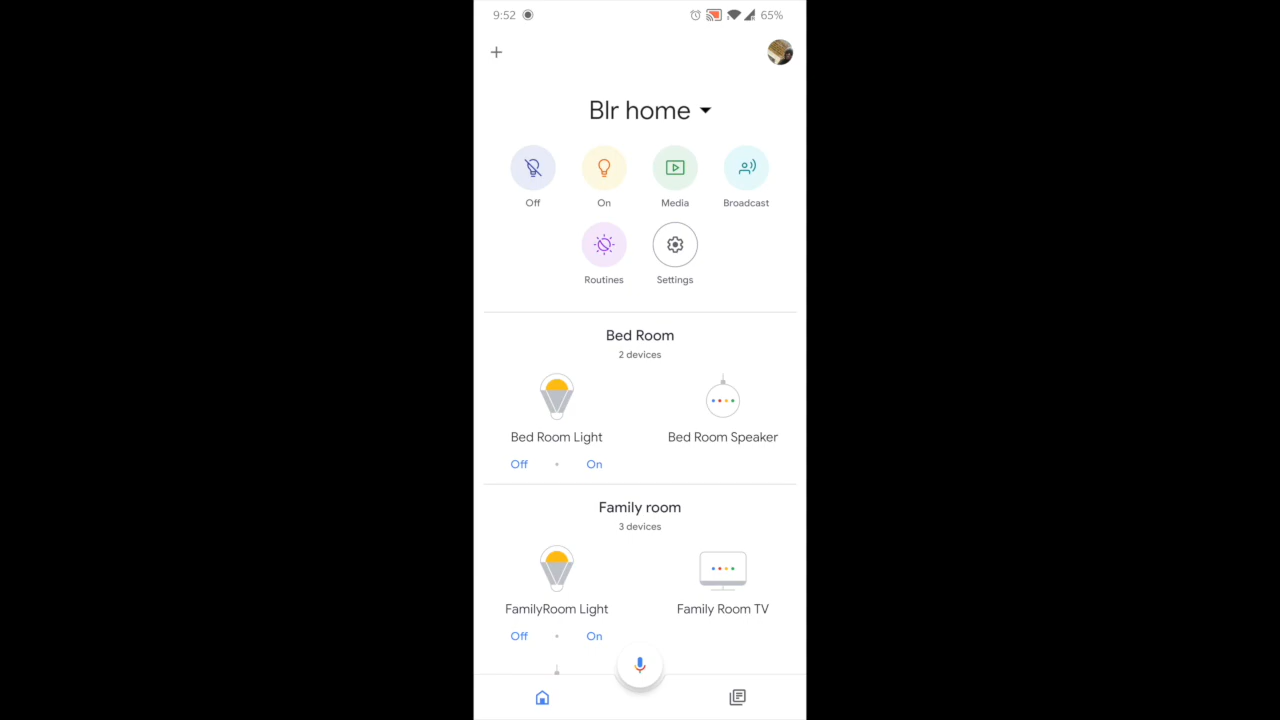 9:52 65%
Blr home
Off On Media Broadcast
Routines Settings
Bed Room
2 devices
Bed Room Light Bed Room Speaker
Off • On
Family room
3 devices
FamilyRoom Light Family Room TV
Off • On